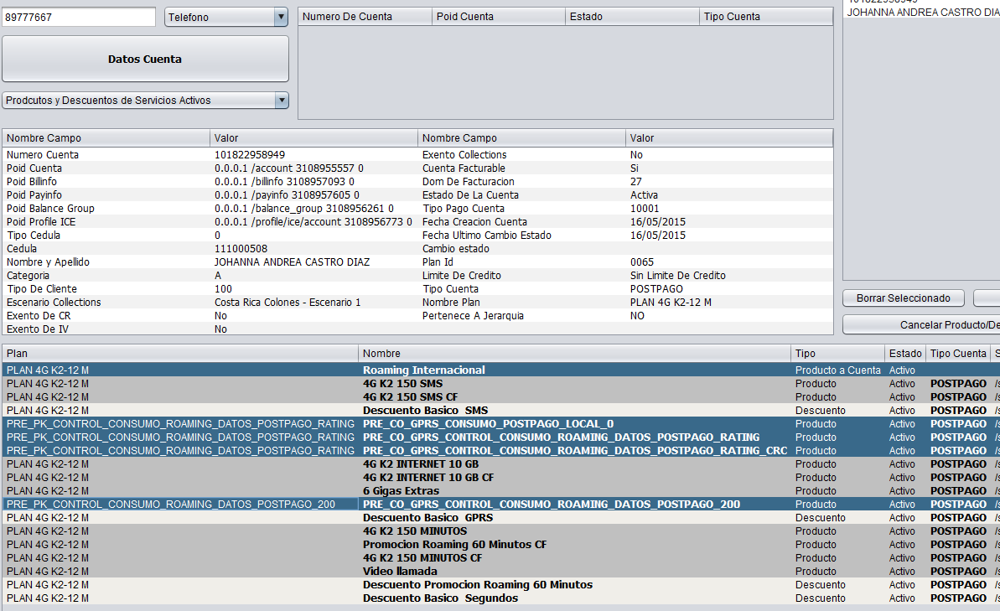 89777667 Telefono Numero De Cuenta Poid Cuenta Estado Tipo Cuenta
JOHANNA ANDREA CASTRO DIA
Datos Cuenta
Prodcutos y Descuentos de Servicios Activos
Nombre Campo Valor Nombre Campo Valor
Numero Cuenta 101822958949 Exento Collections No
Poid Cuenta 0.0.0.1 /account 3108955557 0 Cuenta Facturable Si
Poid Billinfo 0.0.0.1 /billinfo 3108957093 0 Dom De Facturacion 27
Poid Payinfo 0.0.0.1 /payinfo 3108957605 0 Estado De La Cuenta Activa
Poid Balance Group 0.0.0.1 /balance_group 3108956261 0 Tipo Pago Cuenta 10001
Poid Profile ICE 0.0.0.1 /profile/ice/account 3108956773 0 Fecha Creacion Cuenta 16/05/2015
Tipo Cedula 0 Fecha Ultimo Cambio Estado 16/05/2015
Cedula 111000508 Cambio estado
Nombre y Apellido JOHANNA ANDREA CASTRO DIAZ Plan Id 0065
Categoria A Limite De Credito Sin Limite De Credito
Tipo De Cliente 100 Tipo Cuenta POSTPAGO
Escenario Collections Costa Rica Colones - Escenario 1 Nombre Plan PLAN 4G K2-12 M
Exento De CR No Pertenece A Jerarquia NO
Exento De IV No
Borrar Seleccionado
Cancelar Producto/De
Plan Nombre Tipo Estado Tipo Cuenta S
PLAN 4G K2-12 M Roaming Internacional Producto a Cuenta Activo
PLAN 4G K2-12 M 4G K2 150 SMS Producto Activo POSTPAGO /s
PLAN 4G K2-12 M 4G K2 150 SMS CF Producto Activo POSTPAGO /s
PLAN 4G K2-12 M Descuento Basico SMS Descuento Activo POSTPAGO /s
PRE_PK_CONTROL_CONSUMO_ROAMING_DATOS_POSTPAGO_RATING PRE_CO_GPRS_CONSUMO_POSTPAGO_LOCAL_0 Producto Activo POSTPAGO /s
PRE_PK_CONTROL_CONSUMO_ROAMING_DATOS_POSTPAGO_RATING PRE_CO_GPRS_CONTROL_CONSUMO_ROAMING_DATOS_POSTPAGO_RATING Producto Activo POSTPAGO /s
PRE_PK_CONTROL_CONSUMO_ROAMING_DATOS_POSTPAGO_RATING PRE_CO_GPRS_CONTROL_CONSUMO_ROAMING_DATOS_POSTPAGO_RATING_CRC Producto Activo POSTPAGO /s
PLAN 4G K2-12 M 4G K2 INTERNET 10 GB Producto Activo POSTPAGO /s
PLAN 4G K2-12 M 4G K2 INTERNET 10 GB CF Producto Activo POSTPAGO /s
PLAN 4G K2-12 M 6 Gigas Extras Producto Activo POSTPAGO /s
PRE_PK_CONTROL_CONSUMO_ROAMING_DATOS_POSTPAGO_200 PRE_CO_GPRS_CONTROL_CONSUMO_ROAMING_DATOS_POSTPAGO_200 Producto Activo POSTPAGO /s
PLAN 4G K2-12 M Descuento Basico GPRS Descuento Activo POSTPAGO /s
PLAN 4G K2-12 M 4G K2 150 MINUTOS Producto Activo POSTPAGO /s
PLAN 4G K2-12 M Promocion Roaming 60 Minutos CF Producto Activo POSTPAGO /s
PLAN 4G K2-12 M 4G K2 150 MINUTOS CF Producto Activo POSTPAGO /s
PLAN 4G K2-12 M Video llamada Producto Activo POSTPAGO /s
PLAN 4G K2-12 M Descuento Promocion Roaming 60 Minutos Descuento Activo POSTPAGO /s
PLAN 4G K2-12 M Descuento Basico Segundos Descuento Activo POSTPAGO /s